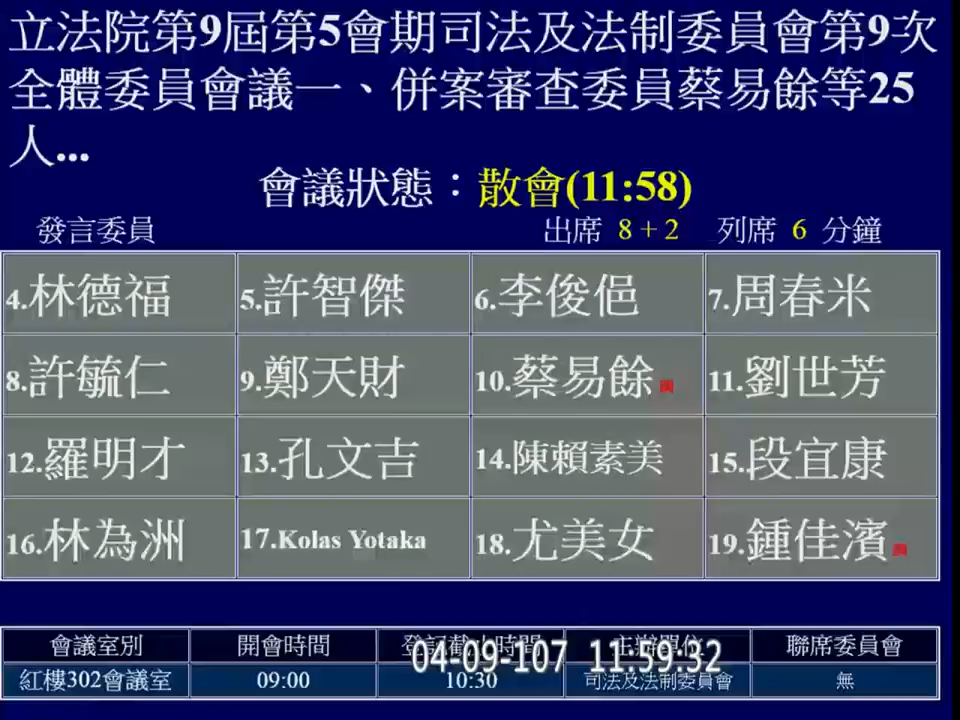 立法院第9屆第5會期司法及法制委員會第9次
全體委員會議一、併案審查委員蔡易餘等25
人...
會議狀態：散會(11:58)
發言委員 出席 8+2 列席 6 分鐘
4.林德福 5.許智傑 6.李俊俋 7.周春米
8.許毓仁 9.鄭天財 10.蔡易餘 11.劉世芳
12.羅明才 13.孔文吉 14.陳賴素美 15.段宜康
16.林為洲 17.Kolas Yotaka 18.尤美女 19.鍾佳濱
會議室別 開會時間 登記截止時間 主辦單位 聯席委員會
04-09-107 11:59:32
紅樓302會議室 09:00 10:30 司法及法制委員會 無